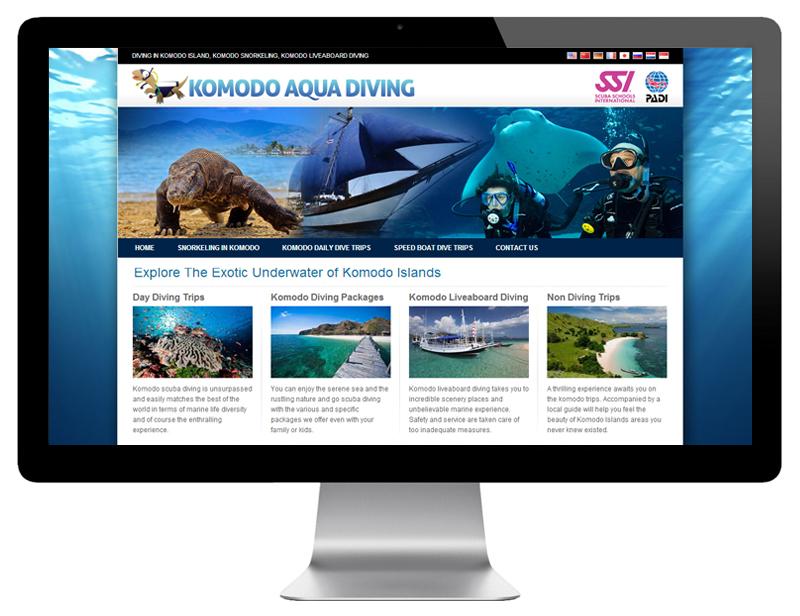 DIVING IN KOMODO ISLAND, KOMODO SNORKELING, KOMODO LIVEABOARD DIVING
KOMODO AQUA DIVING
SSI
SCUBA SCHOOLS
INTERNATIONAL
PADI
HOME SNORKELING IN KOMODO KOMODO DAILY DIVE TRIPS SPEED BOAT DIVE TRIPS CONTACT US
Explore The Exotic Underwater of Komodo Islands
Day Diving Trips
Komodo scuba diving is unsurpassed
and easily matches the best of the
world in terms of marine life diversity
and of course the enthralling
experience.
Komodo Diving Packages
You can enjoy the serene sea and the
rustling nature and go scuba diving
with the various and specific
packages we offer even with your
family or kids.
Komodo Liveaboard Diving
Komodo liveaboard diving takes you to
incredible scenery places and
unbelievable marine experience.
Safety and service are taken care of
too inadequate measures.
Non Diving Trips
A thrilling experience awaits you on
the komodo trips. Accompanied by a
local guide will help you feel the
beauty of Komodo Islands areas you
never knew existed.